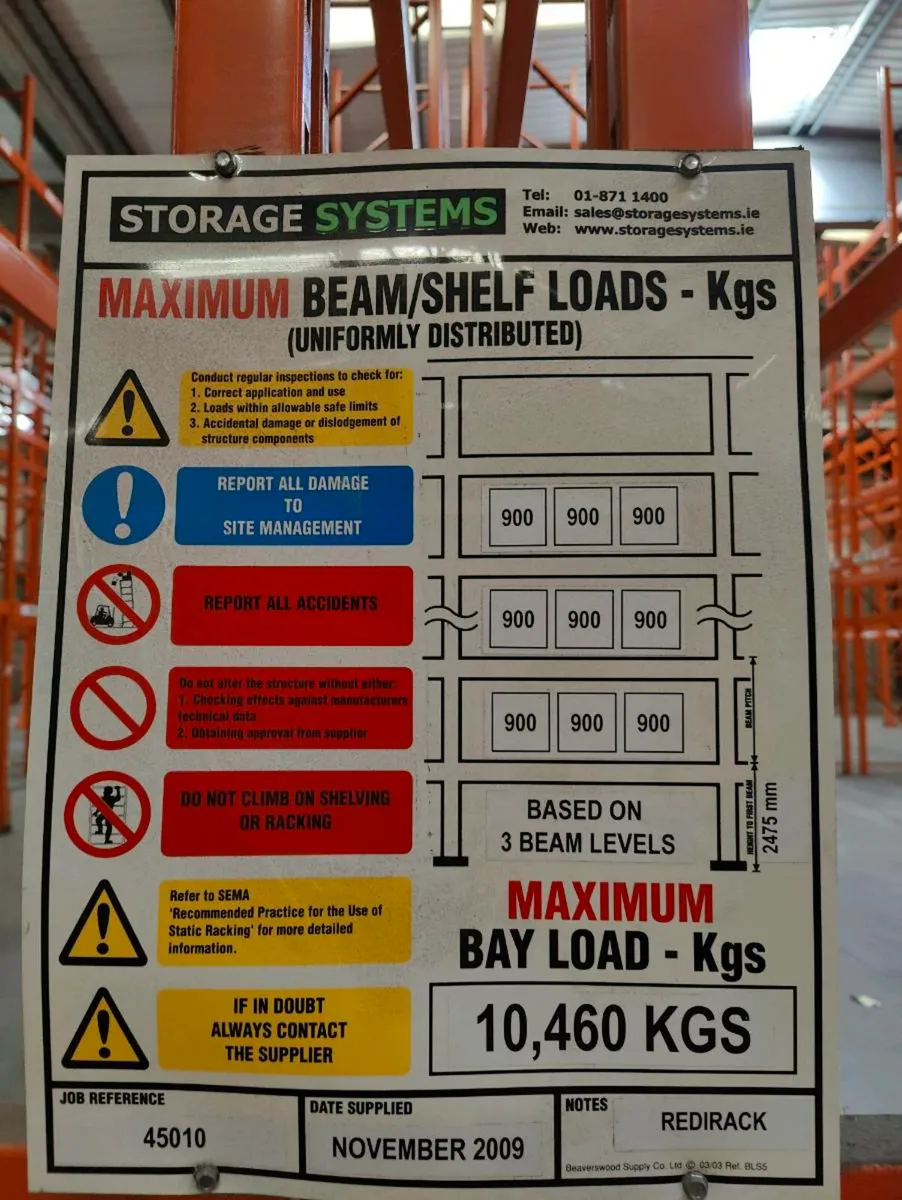 STORAGE SYSTEMS
Tel: 01-871 1400
Email: sales@storagesystems.ie
Web: www.storagesystems.ie
MAXIMUM BEAM/SHELF LOADS - Kgs
(UNIFORMLY DISTRIBUTED)
Conduct regular inspections to check for:
1. Correct application and use
2. Loads within allowable safe limits
3. Accidental damage or dislodgement of
structure components
REPORT ALL DAMAGE
TO
SITE MANAGEMENT
REPORT ALL ACCIDENTS
Do not alter the structure without either:
1. Checking effects against manufacturers
technical data
2. Obtaining approval from supplier
DO NOT CLIMB ON SHELVING
OR RACKING
Refer to SEMA
'Recommended Practice for the Use of
Static Racking' for more detailed
information.
IF IN DOUBT
ALWAYS CONTACT
THE SUPPLIER
900 900 900
900 900 900
900 900 900
BEAM PITCH
BASED ON
3 BEAM LEVELS
HEIGHT TO FIRST BEAM
2475 mm
MAXIMUM
BAY LOAD - Kgs
10,460 KGS
JOB REFERENCE
45010
DATE SUPPLIED
NOVEMBER 2009
NOTES
REDIRACK
Beaverswood Supply Co. Ltd © 03/03 Ref. BLS5